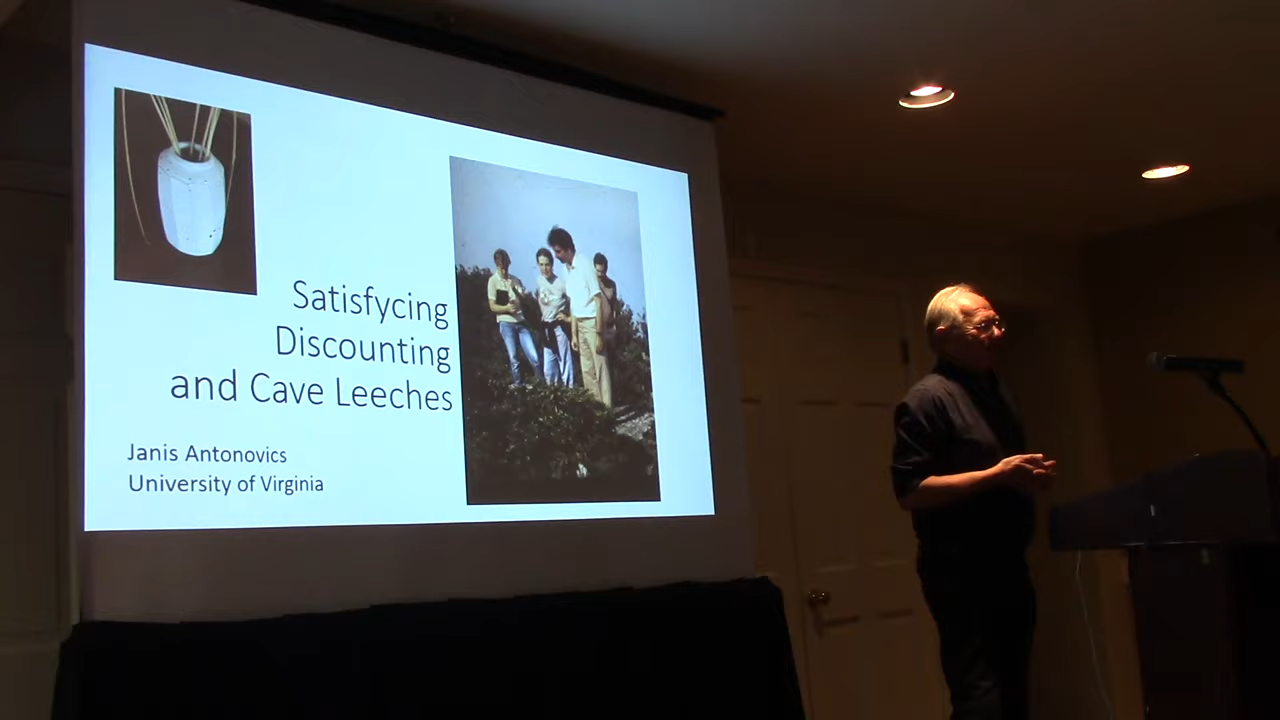 Satisfycing
Discounting
and Cave Leeches
Janis Antonovics
University of Virginia